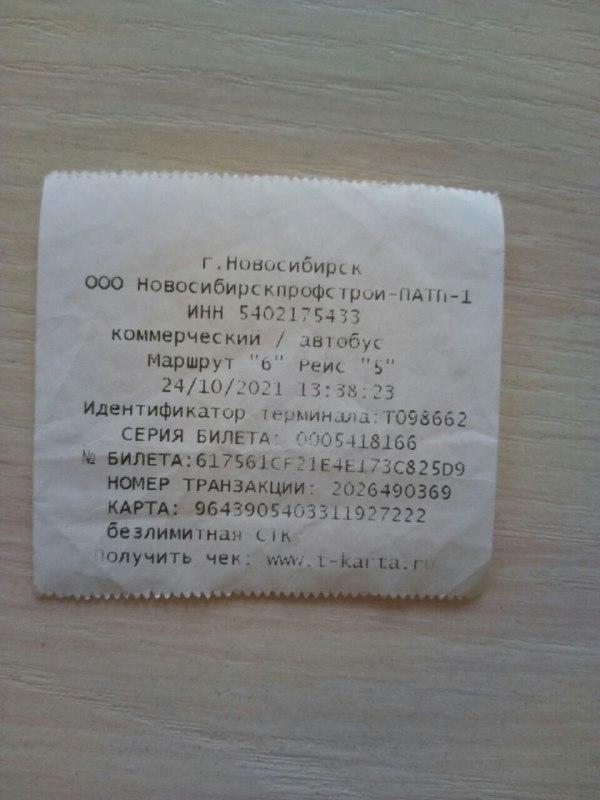 г.Новосибирск
ООО Новосибирскпрофстрой-ПАТП-1
ИНН 5402175433
коммерческий / автобус
Маршрут "6" Рейс "5"
24/10/2021 13:38:23
Идентификатор терминала:T098662
СЕРИЯ БИЛЕТА: 0005418166
№ БИЛЕТА:617561CF21E4E173C825D9
НОМЕР ТРАНЗАКЦИИ: 2026490369
КАРТА: 9643905403311927222
безлимитная СТК
Получить чек: www.t-karta.ru